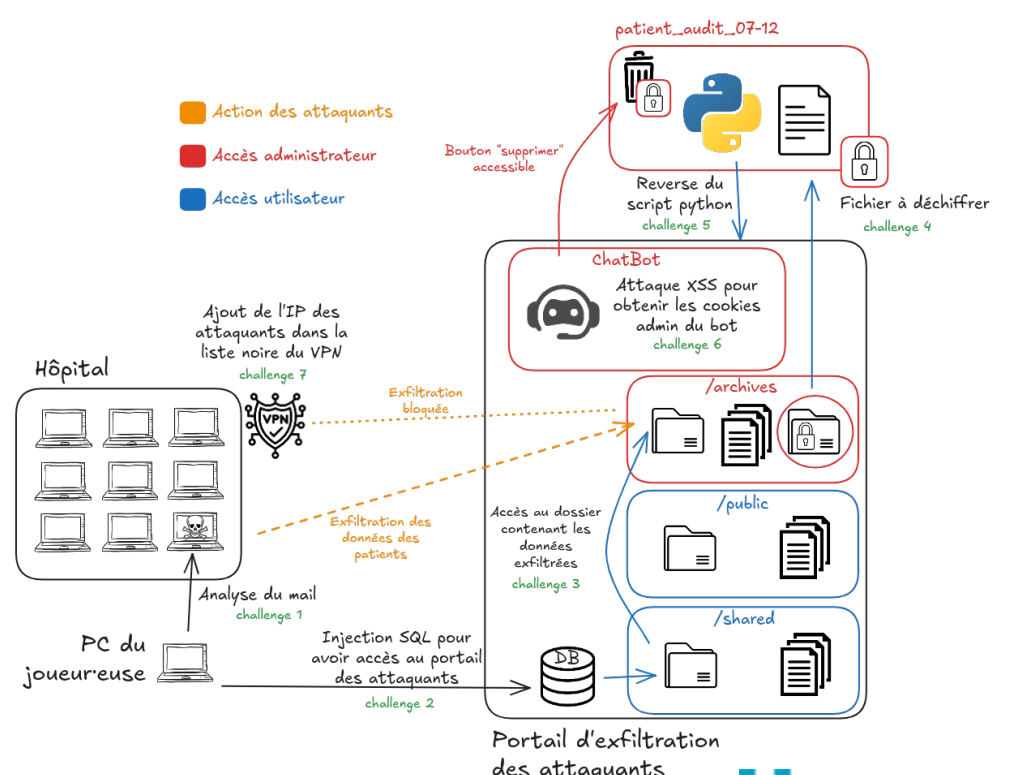 patient_audit_07-12
Action des attaquants
Accès administrateur
Accès utilisateur
Bouton "supprimer"
accessible
Reverse du
script python
challenge 5
Fichier à déchiffrer
challenge 4
ChatBot
Attaque XSS pour
obtenir les cookies
admin du bot
challenge 6
Ajout de l'IP des
attaquants dans la
liste noire du VPN
challenge 7
Hôpital
VPN
Exfiltration
bloquée
/archives
Exfiltration des
données des
patients
Accès au dossier
contenant les
données
exfiltrées
challenge 3
/public
Analyse du mail
challenge 1
PC du
joueur·euse
Injection SQL pour
avoir accès au portail
des attaquants
challenge 2
DB
/shared
Portail d'exfiltration
des attaquants